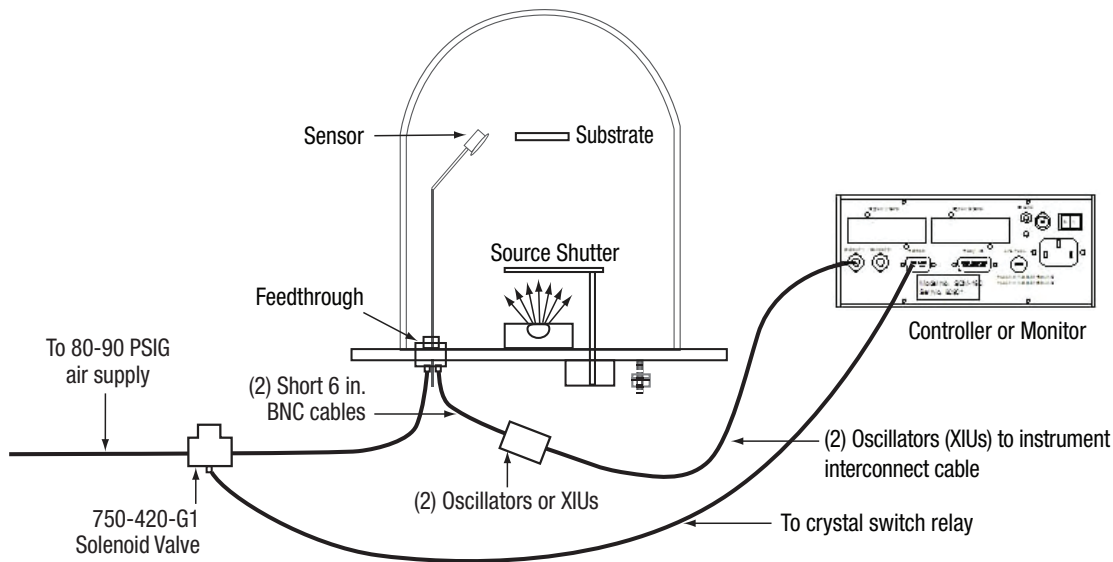 Sensor
Substrate
Source Shutter
Feedthrough
Controller or Monitor
To 80-90 PSIG
air supply
(2) Short 6 in.
BNC cables
(2) Oscillators (XIUs) to instrument
interconnect cable
(2) Oscillators or XIUs
750-420-G1
Solenoid Valve
To crystal switch relay